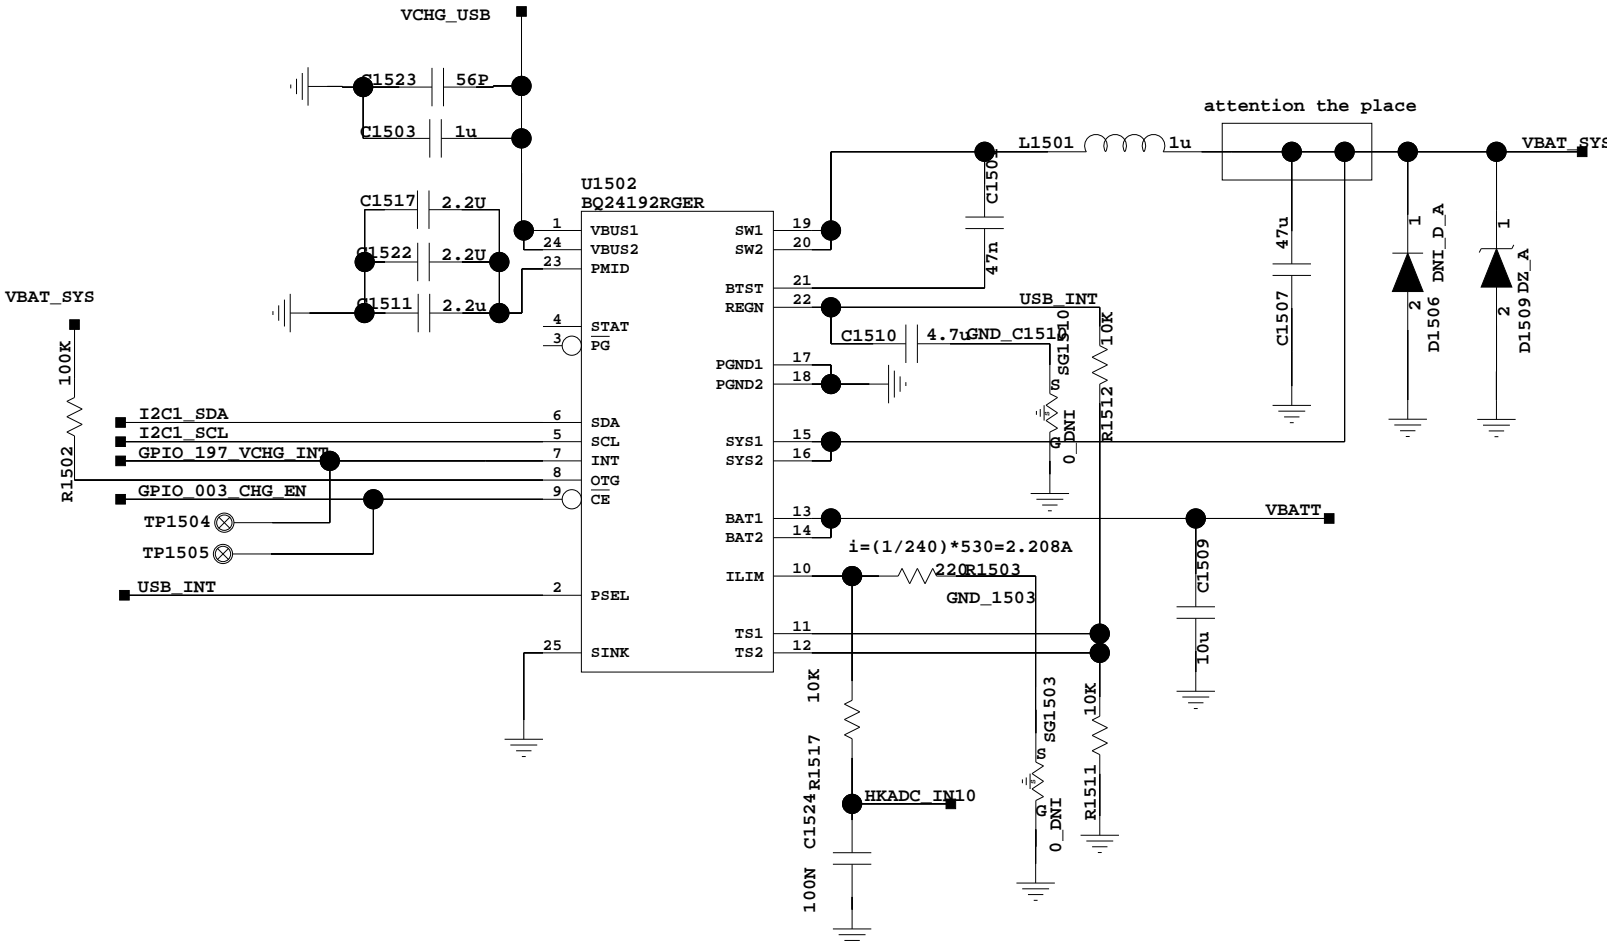 VCHG_USB
C1523 56P
C1503 1u
attention the place
L1501 1u
VBAT_SYS
U1502
BQ24192RGER
C1517 2.2U
C1522 2.2U
C1511 2.2u
VBAT_SYS
100K
R1502
1 VBUS1
24 VBUS2
23 PMID
4 STAT
3 PG
6 SDA
5 SCL
7 INT
8 OTG
9 CE
2 PSEL
25 SINK
SW1 19
SW2 20
BTST 21
REGN 22
PGND1 17
PGND2 18
SYS1 15
SYS2 16
BAT1 13
BAT2 14
ILIM 10
TS1 11
TS2 12
I2C1_SDA
I2C1_SCL
GPIO_197_VCHG_INT
GPIO_003_CHG_EN
TP1504
TP1505
USB_INT
47n
USB_INT
C1510 4.7u
GND_C1510
SG1510
S
G
0_DNI
10K
R1512
47u
C1507
1
2
DNI_D_A
D1506
1
2
DZ_A
D1509
VBATT
C1509
10u
i=(1/240)*530=2.208A
220 R1503
GND_1503
10K
R1517
HKADC_IN10
C1524
100N
SG1503
S
G
0_DNI
10K
R1511